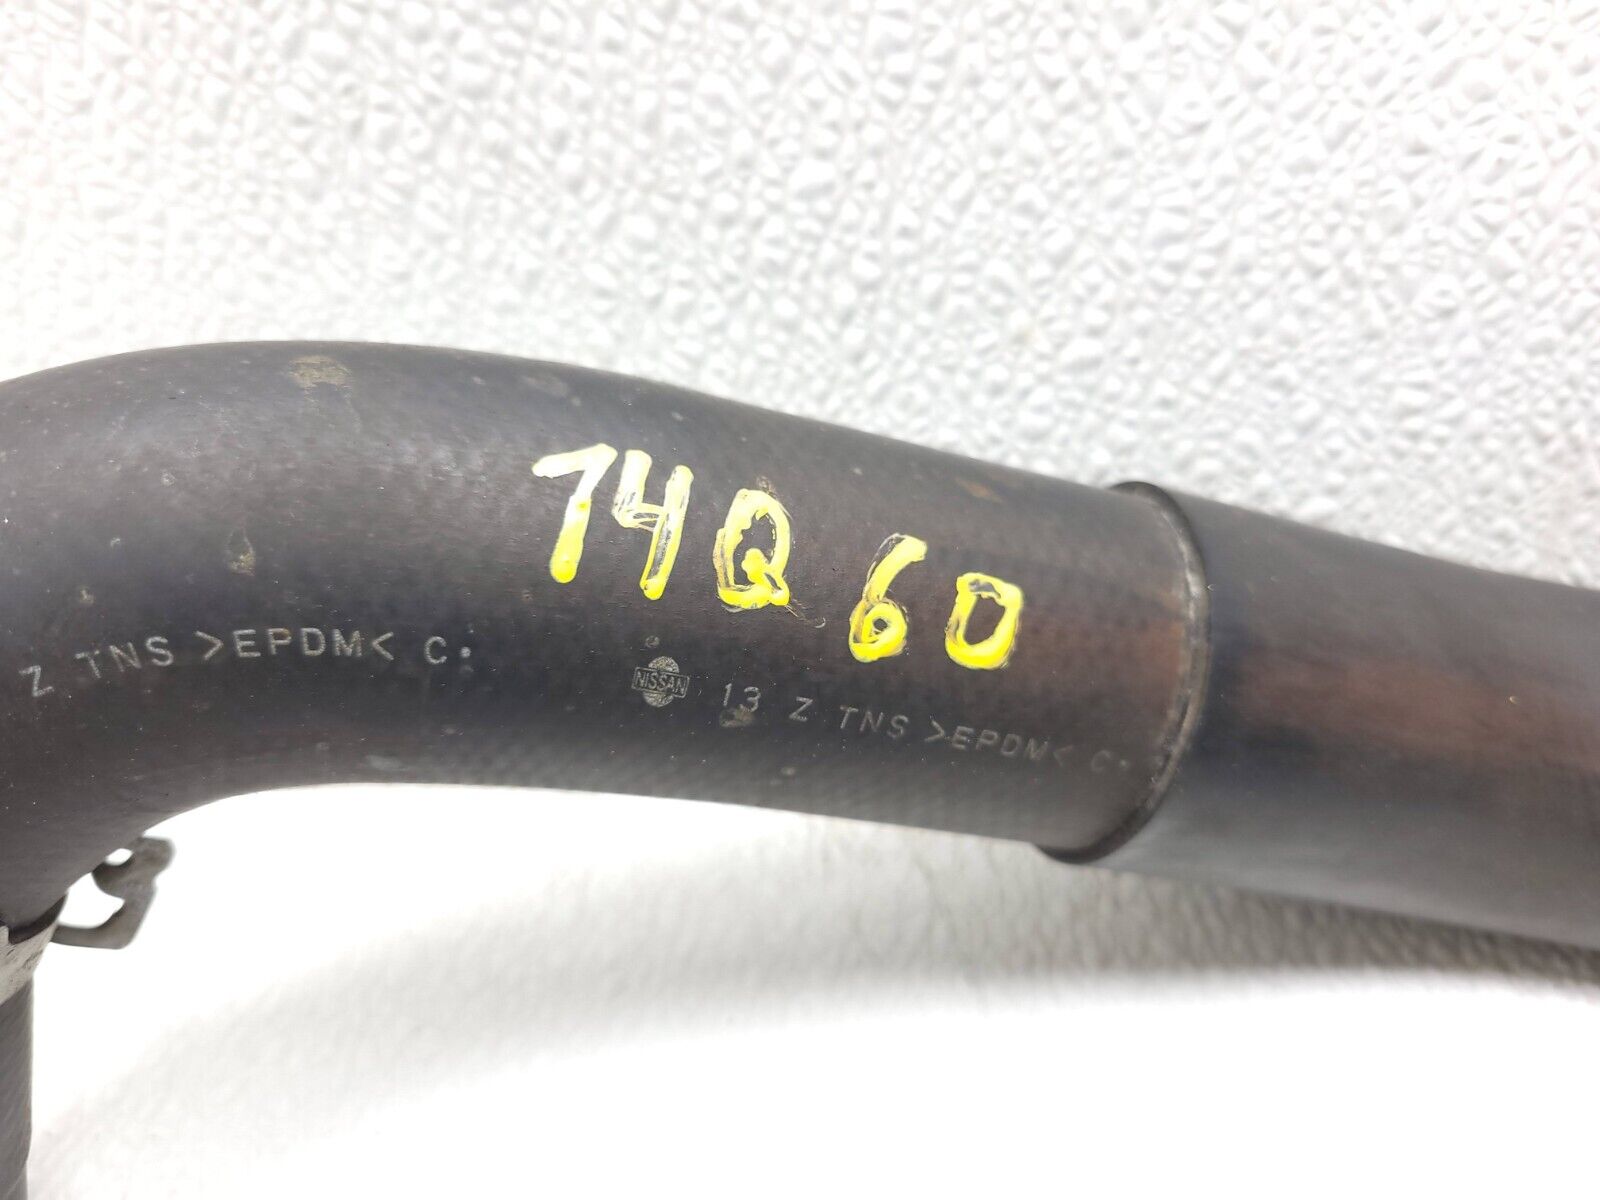 14Q60
Z TNS >EPDM< C:
NISSAN 13 Z TNS >EPDM< C: